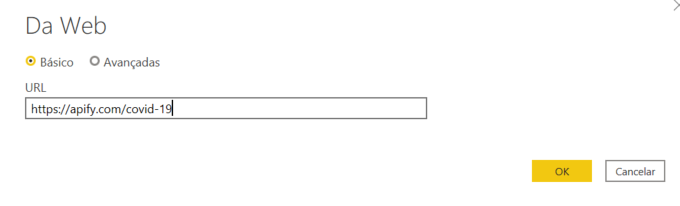 Da Web
Básico Avançadas
URL
https://apify.com/covid-19
OK Cancelar